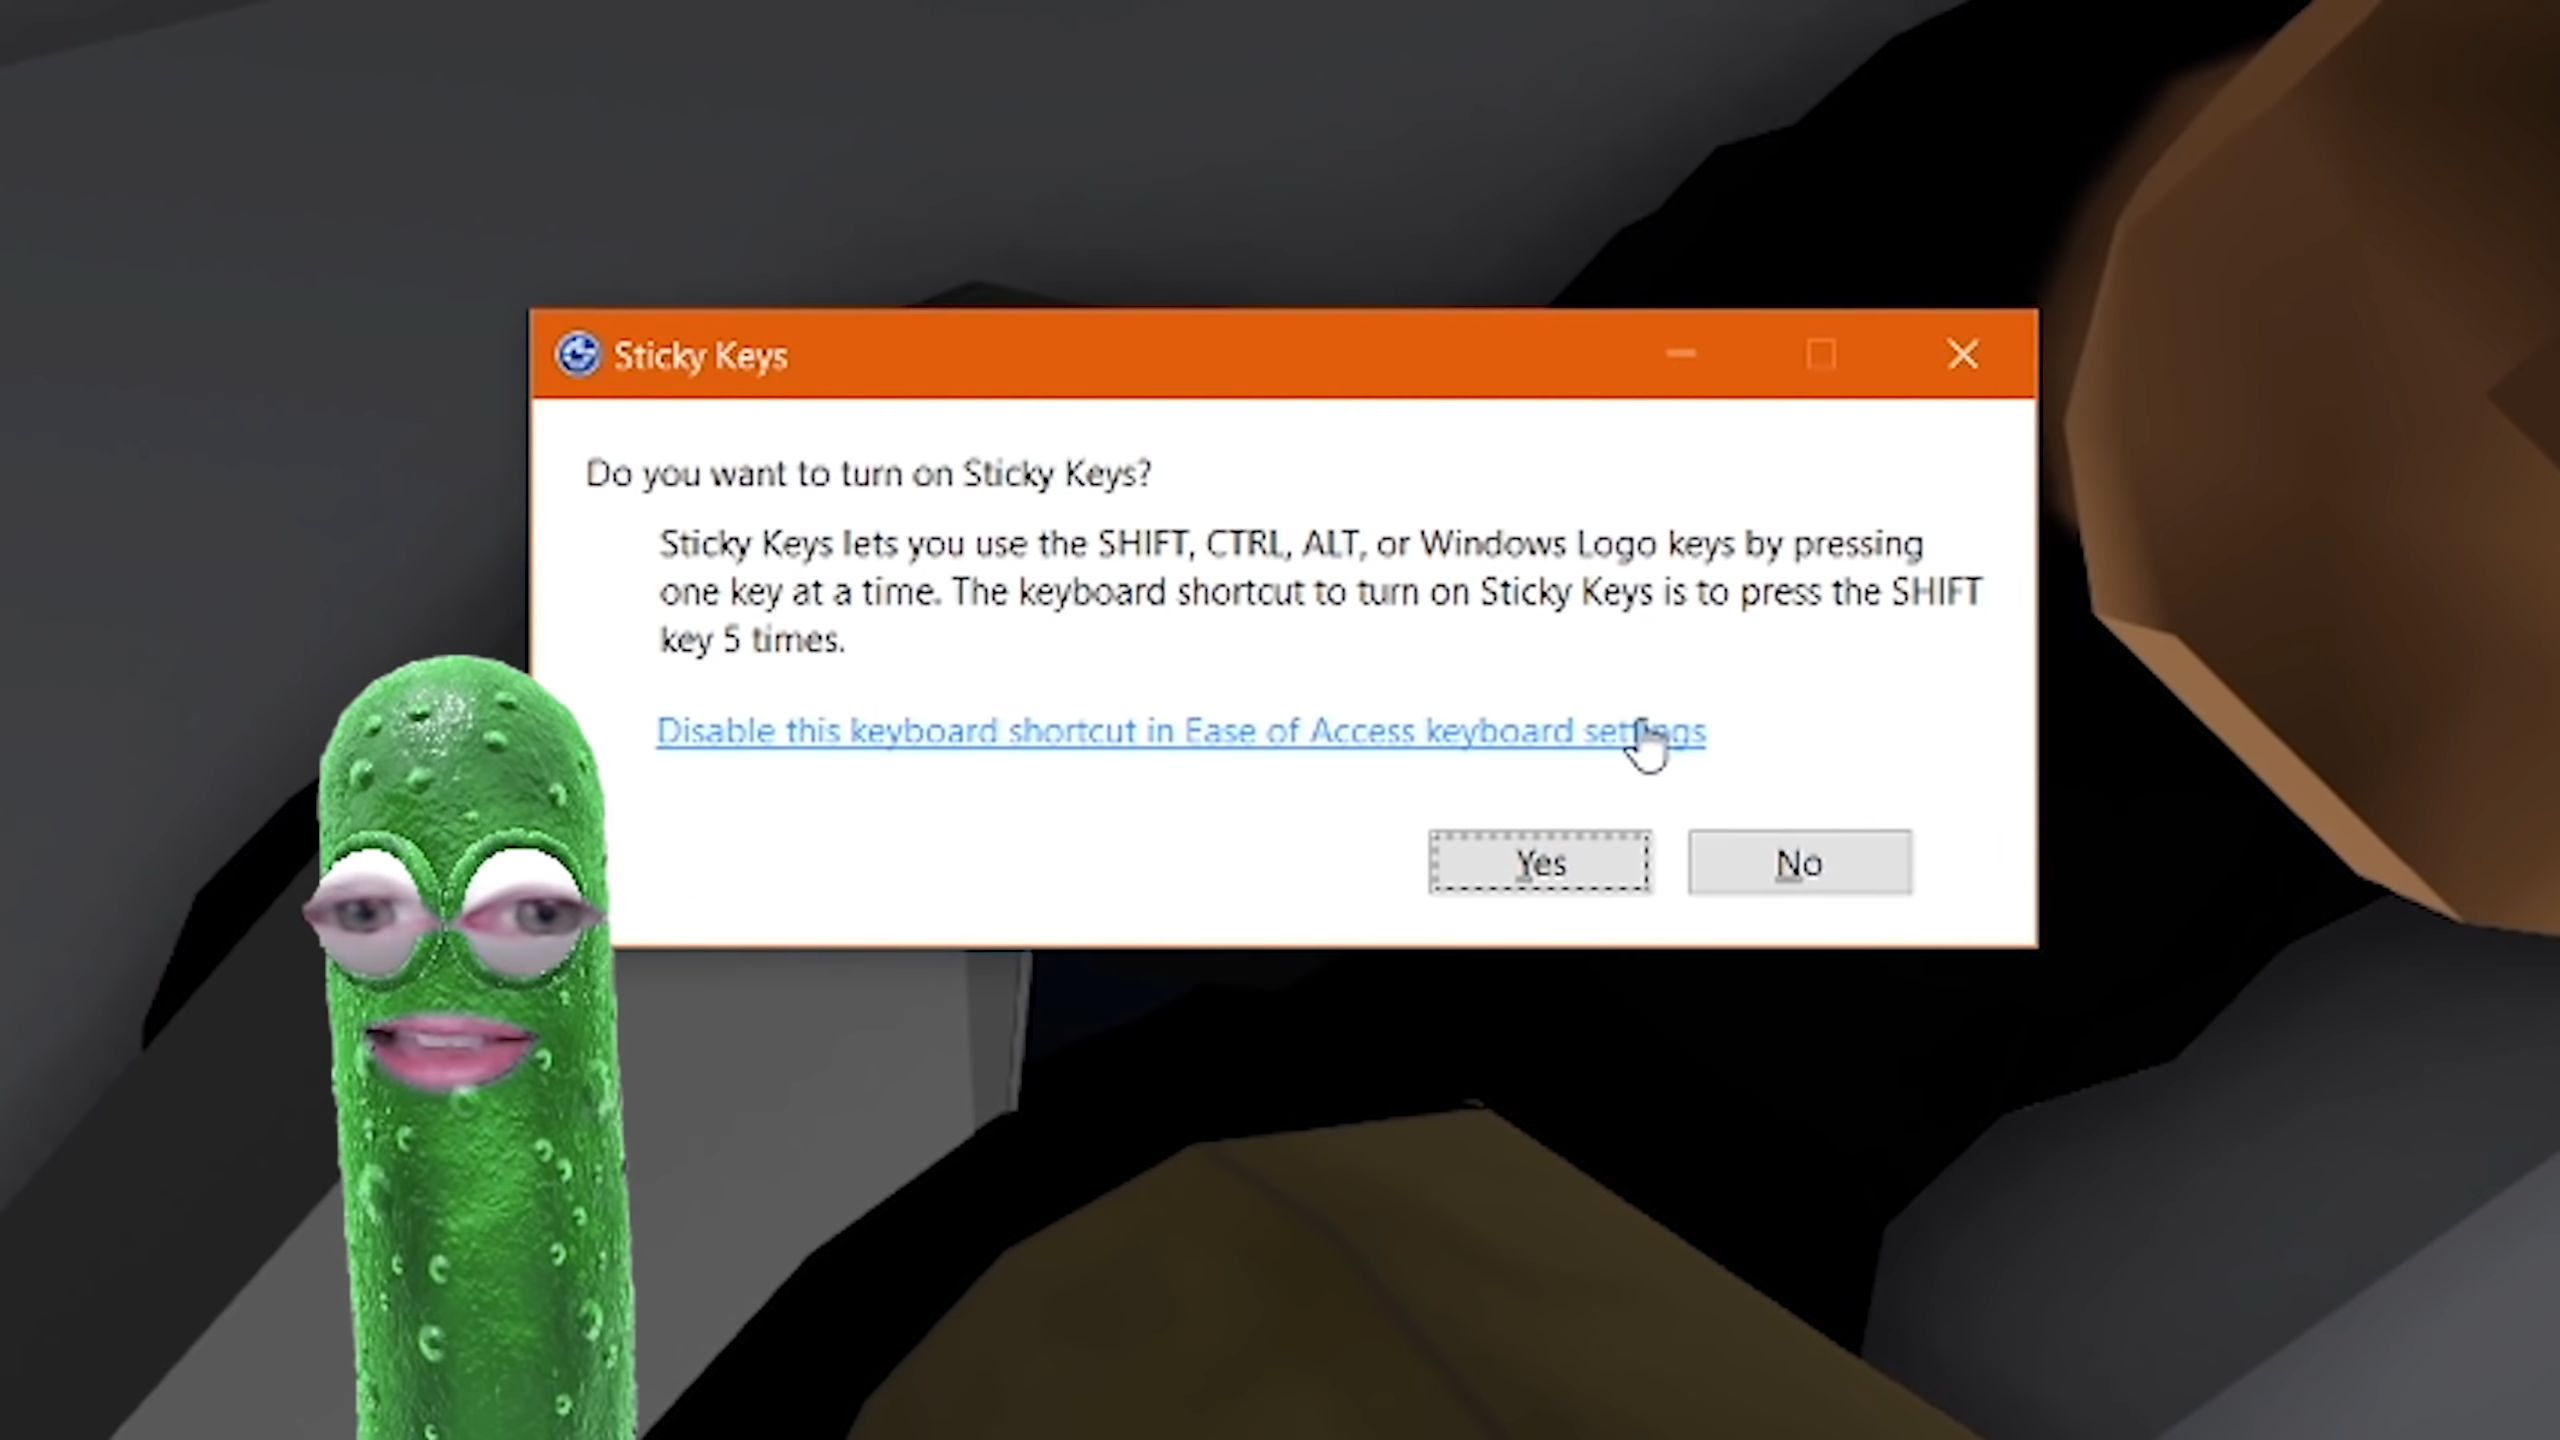 Sticky Keys
Do you want to turn on Sticky Keys?
Sticky Keys lets you use the SHIFT, CTRL, ALT, or Windows Logo keys by pressing
one key at a time. The keyboard shortcut to turn on Sticky Keys is to press the SHIFT
key 5 times.
Disable this keyboard shortcut in Ease of Access keyboard settings
Yes No